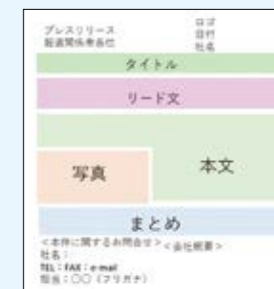 プレスリリース
報道関係者各位
ロゴ
日付
社名
タイトル
リード文
写真
本文
まとめ
<本件に関するお問合せ>
社名:
TEL:FAX:e-mail
担当:〇〇(フリガナ)
<会社概要>